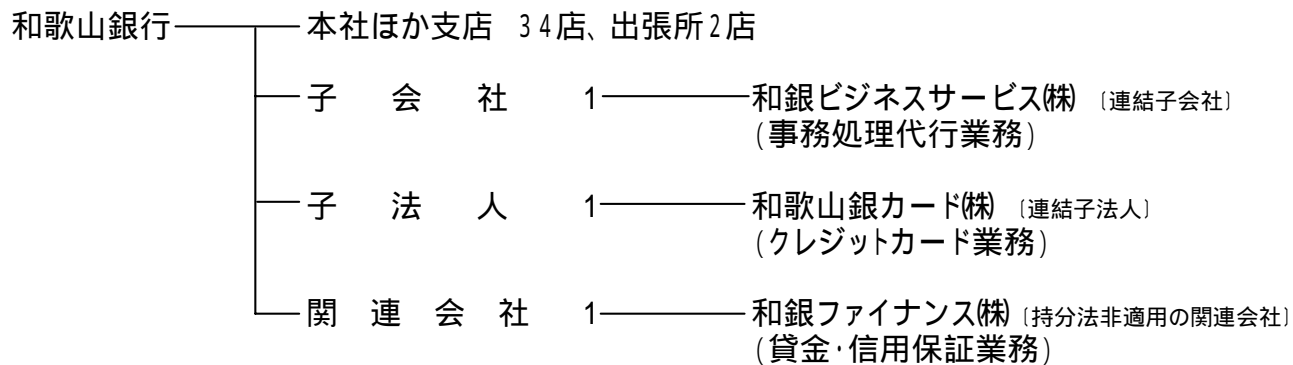 和歌山銀行 本社ほか支店 34店、出張所2店
子会社 1 和銀ビジネスサービス㈱ 〔連結子会社〕
(事務処理代行業務)
子法人 1 和歌山銀カード㈱ 〔連結子法人〕
(クレジットカード業務)
関連会社 1 和銀ファイナンス㈱ 〔持分法非適用の関連会社〕
(貸金・信用保証業務)